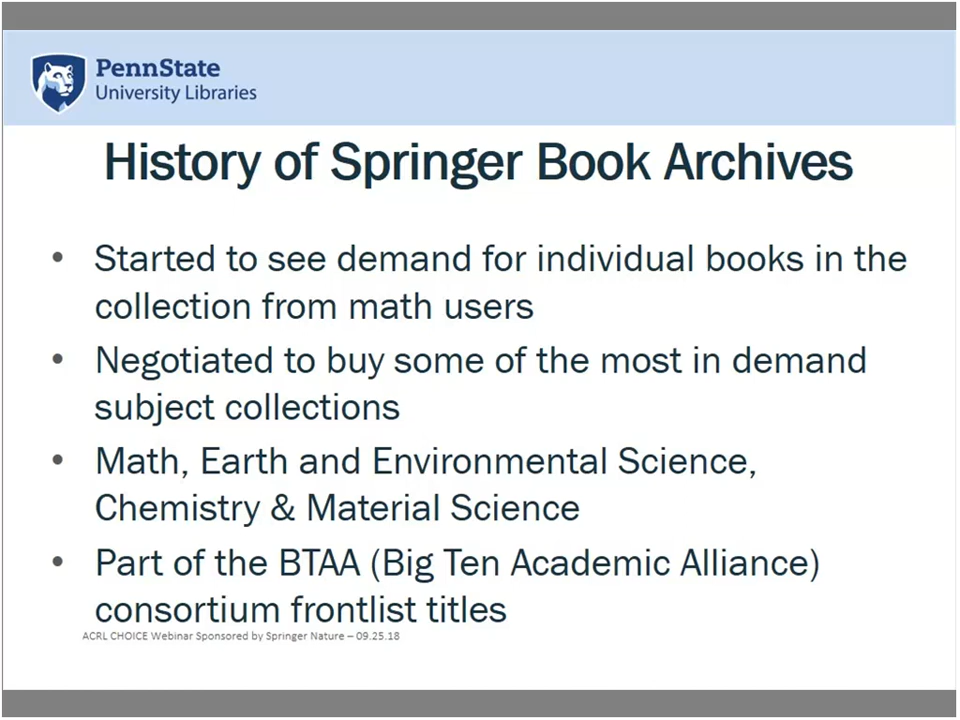 PennState
University Libraries
History of Springer Book Archives
• Started to see demand for individual books in the
collection from math users
• Negotiated to buy some of the most in demand
subject collections
• Math, Earth and Environmental Science,
Chemistry & Material Science
• Part of the BTAA (Big Ten Academic Alliance)
consortium frontlist titles
ACRL CHOICE Webinar Sponsored by Springer Nature – 09.25.18